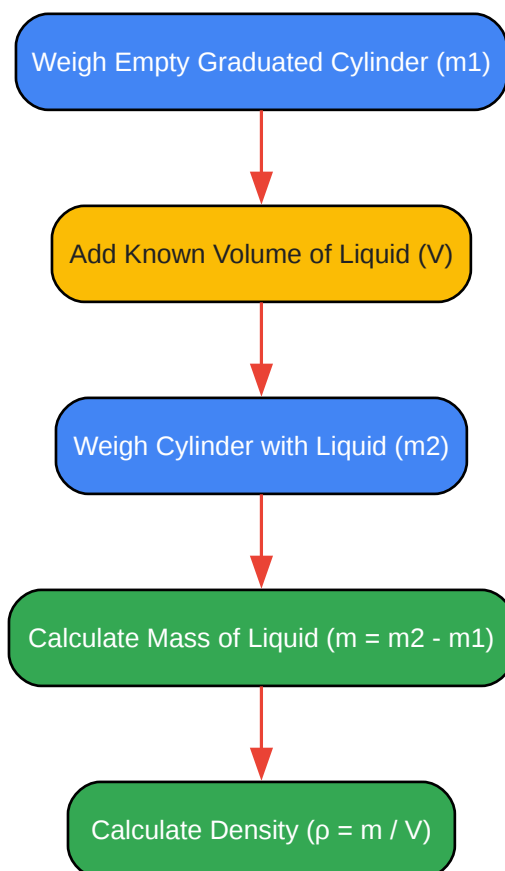 Weigh Empty Graduated Cylinder (m1)
Add Known Volume of Liquid (V)
Weigh Cylinder with Liquid (m2)
Calculate Mass of Liquid (m = m2 - m1)
Calculate Density (ρ = m / V)